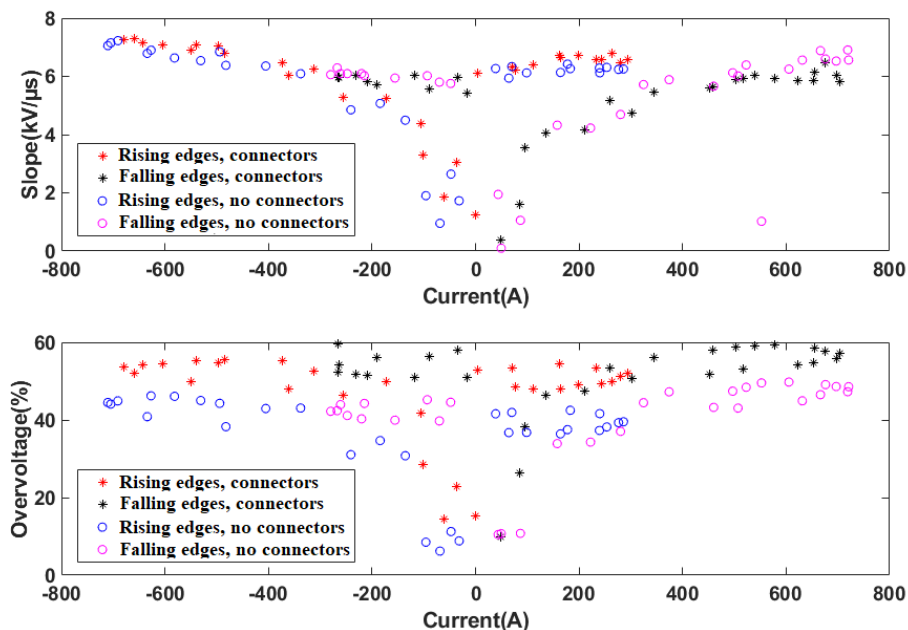 8
6
4
2
0
Slope(kV/μs)
Rising edges, connectors
Falling edges, connectors
Rising edges, no connectors
Falling edges, no connectors
-800 -600 -400 -200 0 200 400 600 800
Current(A)
60
40
20
0
Overvoltage(%)
Rising edges, connectors
Falling edges, connectors
Rising edges, no connectors
Falling edges, no connectors
-800 -600 -400 -200 0 200 400 600 800
Current(A)